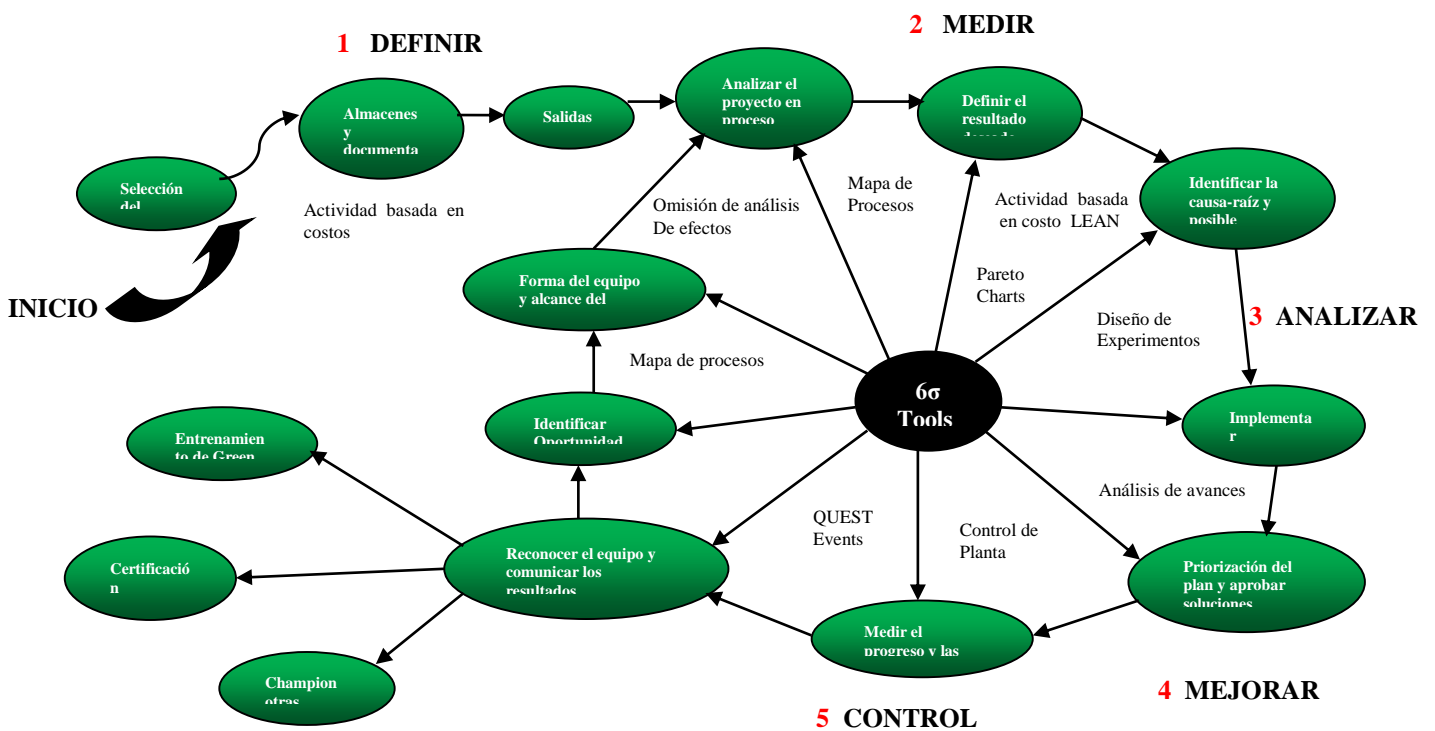 1 DEFINIR
2 MEDIR
Almacenes
y
documenta
Salidas
Analizar el
proyecto en
proceso
Definir el
resultado
Selección
del
Identificar la
causa-raíz y
posible
Actividad basada en
costos
Omisión de análisis
De efectos
Mapa de
Procesos
Actividad basada
en costo LEAN
INICIO
Forma del equipo
y alcance del
Pareto
Charts
3 ANALIZAR
Diseño de
Experimentos
Mapa de procesos
6σ
Tools
Identificar
Oportunidad
Implementa
r
Entrenamien
to de Green
Análisis de avances
QUEST
Events
Control de
Planta
Reconocer el equipo y
comunicar los
resultados
Certificació
n
Priorización del
plan y aprobar
soluciones
Medir el
progreso y las
Champion
otras
4 MEJORAR
5 CONTROL